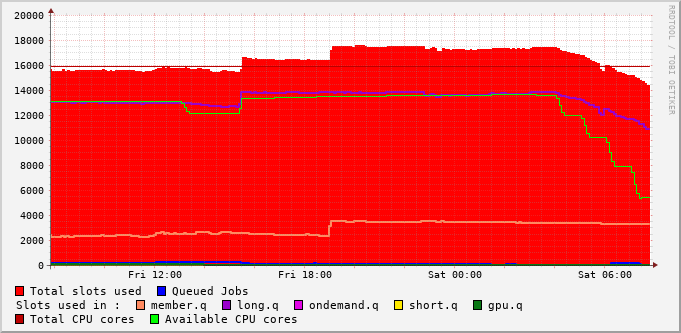 20000
18000
16000
14000
12000
10000
8000
6000
4000
2000
0
Fri 12:00 Fri 18:00 Sat 00:00 Sat 06:00
RRDTOOL / TOBI OETIKER
Total slots used Queued Jobs
Slots used in : member.q long.q ondemand.q short.q gpu.q
Total CPU cores Available CPU cores